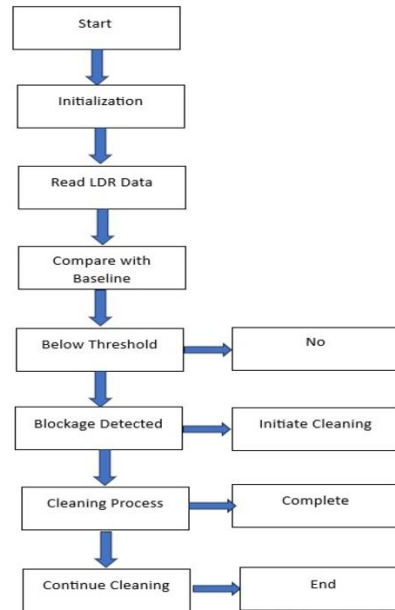 Start
Initialization
Read LDR Data
Compare with
Baseline
Below Threshold
No
Blockage Detected
Initiate Cleaning
Cleaning Process
Complete
Continue Cleaning
End